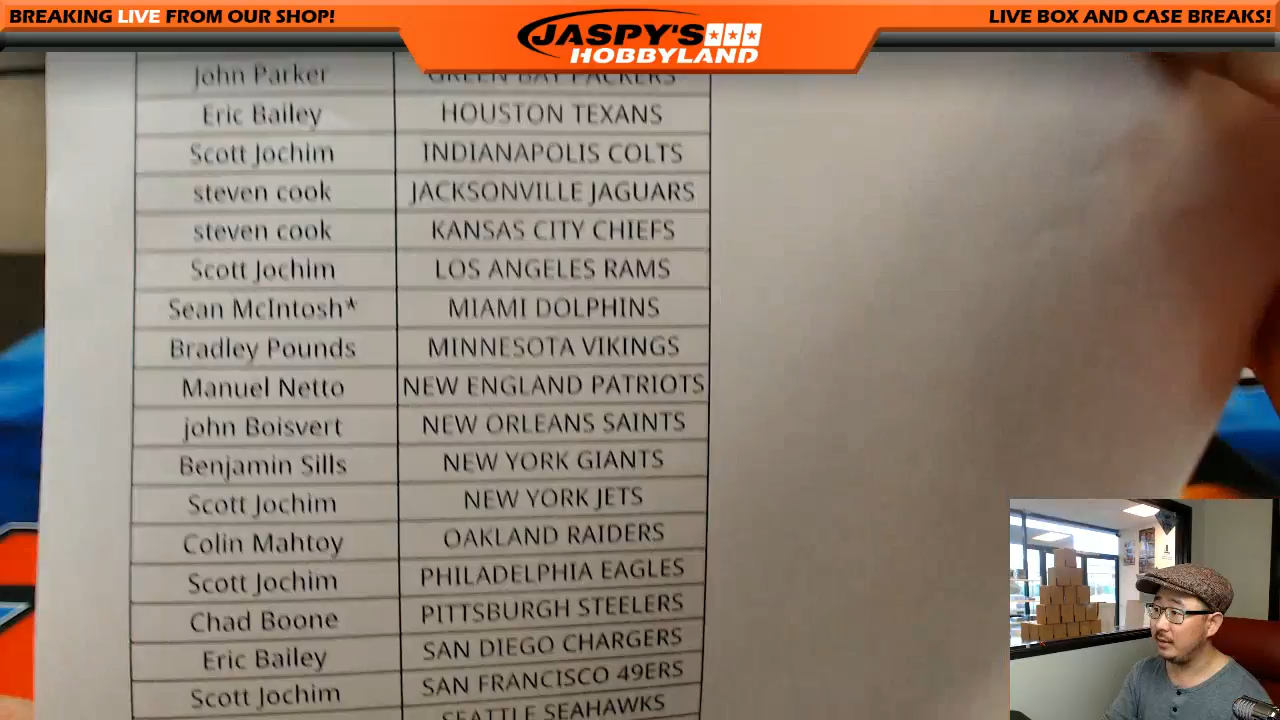 BREAKING LIVE FROM OUR SHOP!
JASPY'S
HOBBYLAND
LIVE BOX AND CASE BREAKS!
John Parker GREEN BAY PACKERS
Eric Bailey HOUSTON TEXANS
Scott Jochim INDIANAPOLIS COLTS
steven cook JACKSONVILLE JAGUARS
steven cook KANSAS CITY CHIEFS
Scott Jochim LOS ANGELES RAMS
Sean McIntosh* MIAMI DOLPHINS
Bradley Pounds MINNESOTA VIKINGS
Manuel Netto NEW ENGLAND PATRIOTS
john Boisvert NEW ORLEANS SAINTS
Benjamin Sills NEW YORK GIANTS
Scott Jochim NEW YORK JETS
Colin Mahtoy OAKLAND RAIDERS
Scott Jochim PHILADELPHIA EAGLES
Chad Boone PITTSBURGH STEELERS
Eric Bailey SAN DIEGO CHARGERS
Scott Jochim SAN FRANCISCO 49ERS
SEATTLE SEAHAWKS